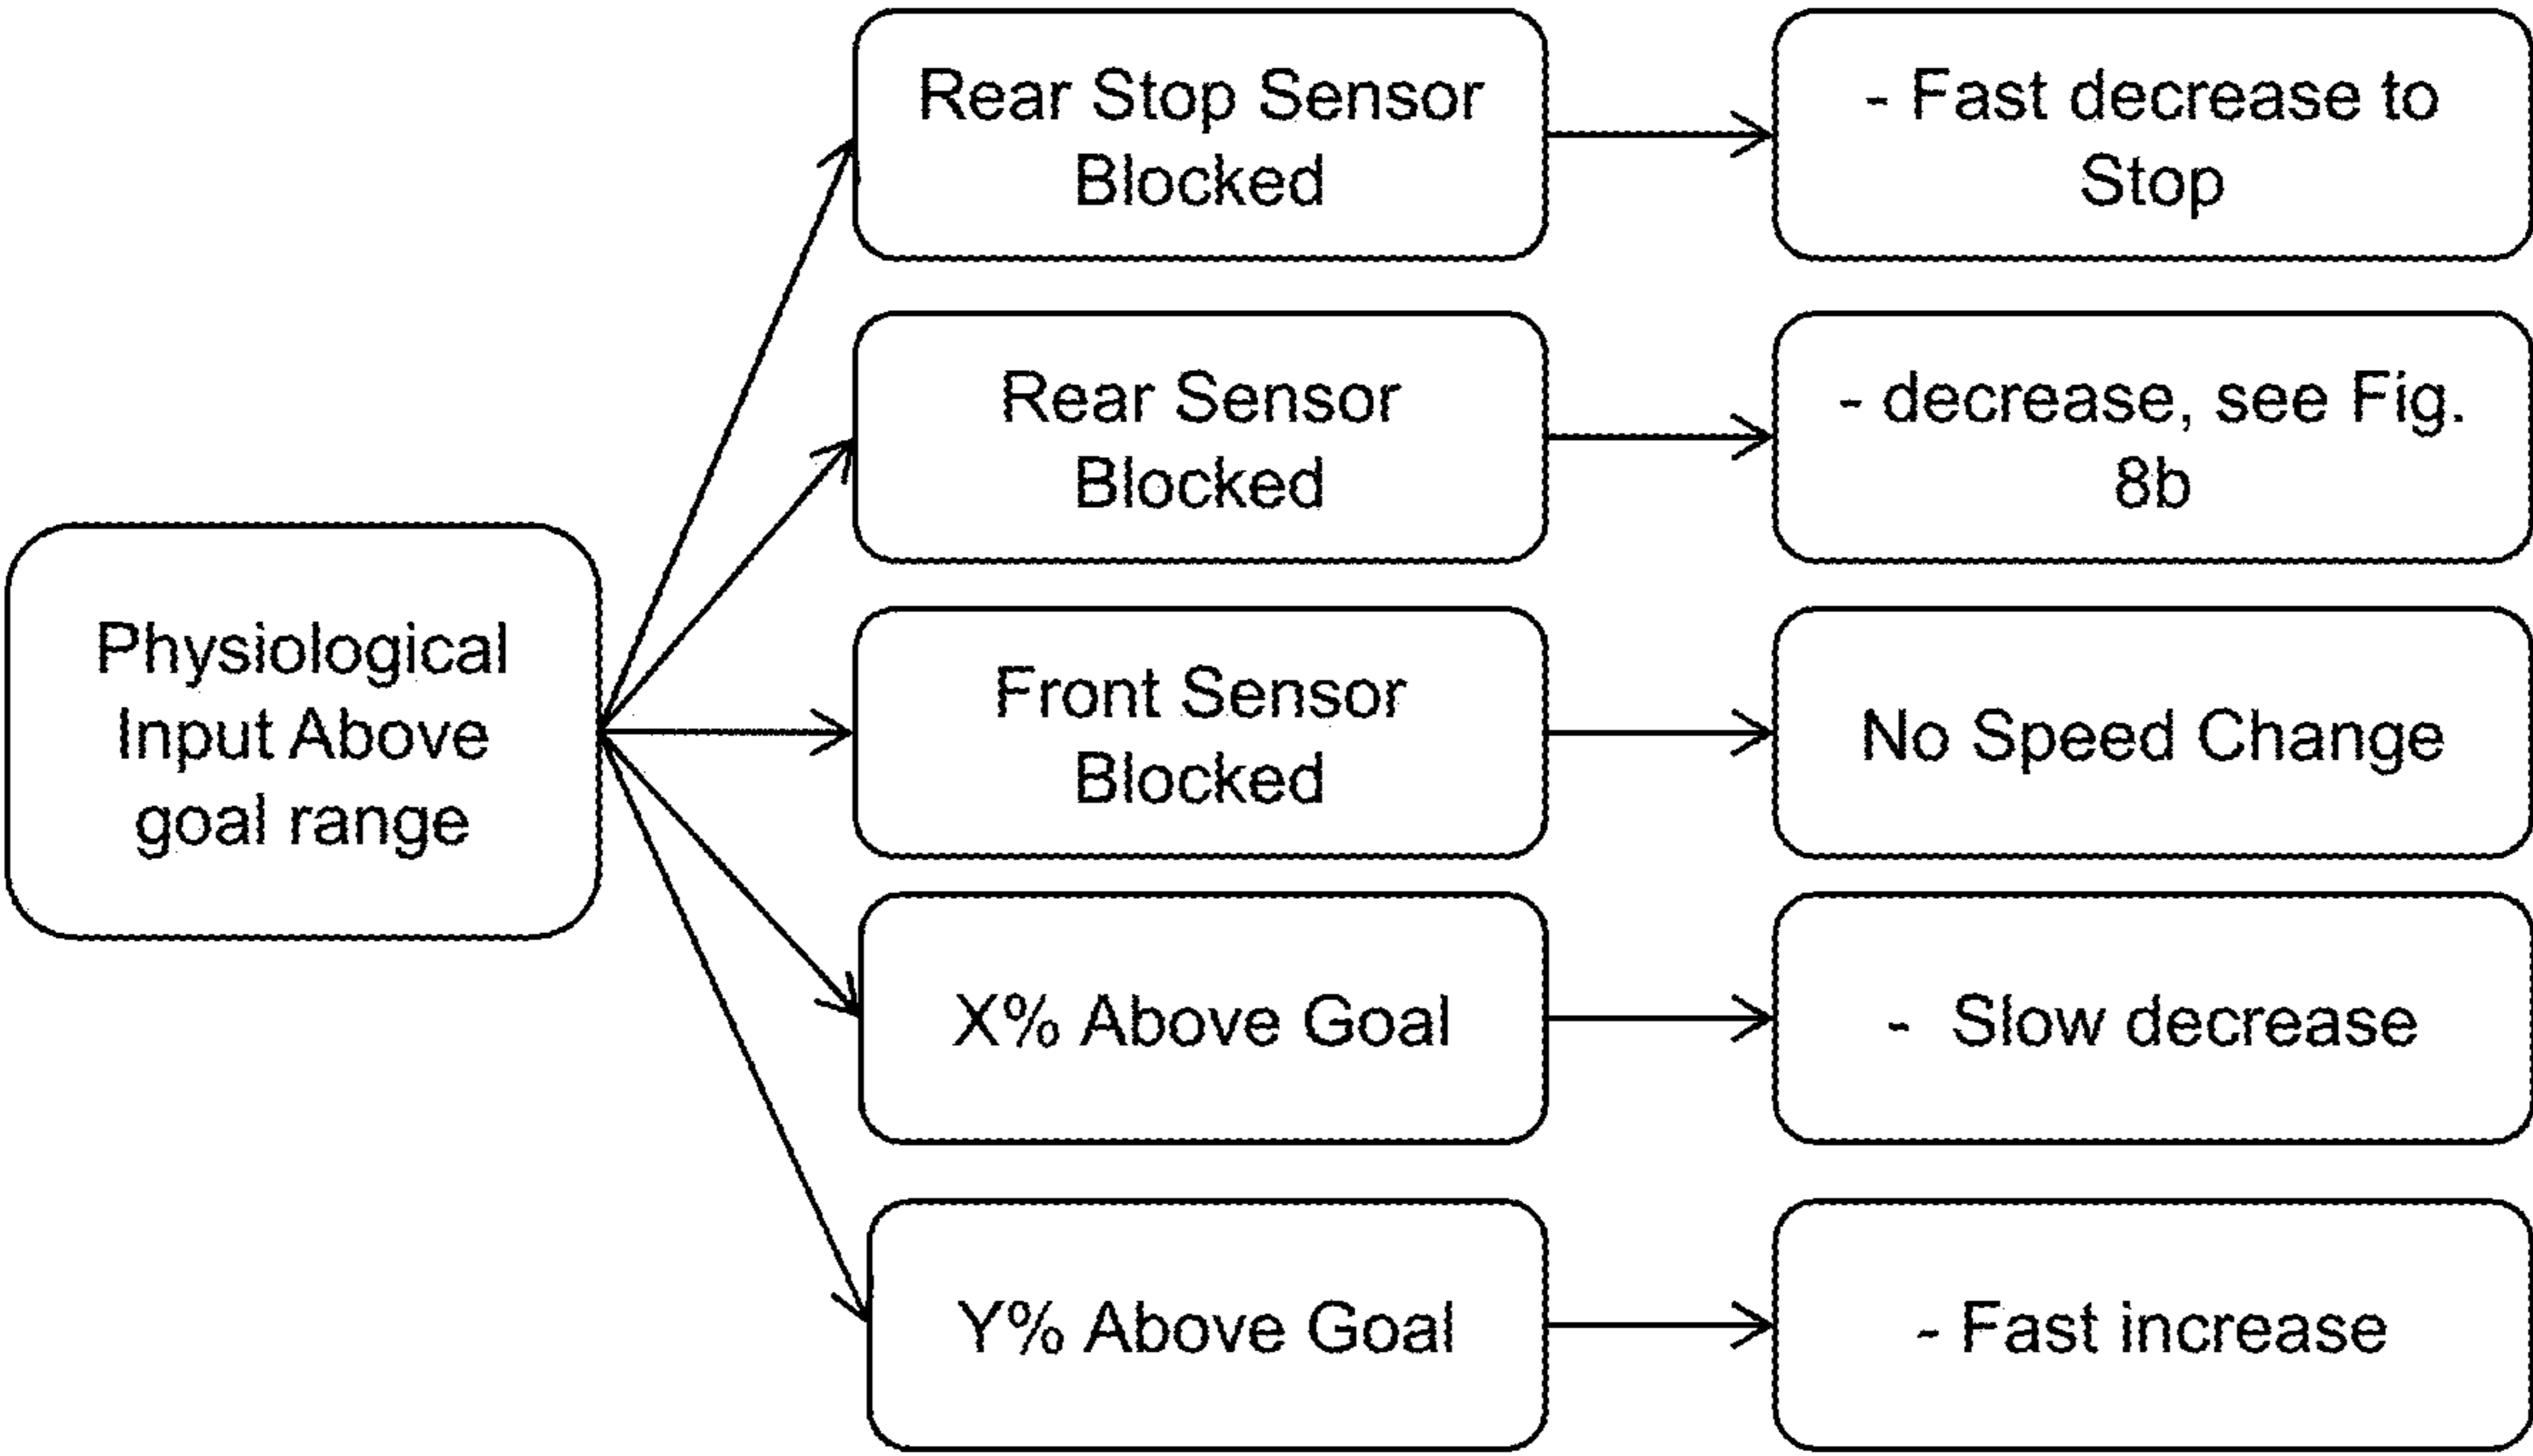 Physiological
Input Above
goal range
Rear Stop Sensor
Blocked
- Fast decrease to
Stop
Rear Sensor
Blocked
- decrease, see Fig.
8b
Front Sensor
Blocked
No Speed Change
X% Above Goal
- Slow decrease
Y% Above Goal
- Fast increase